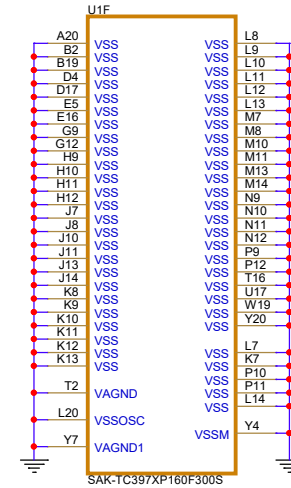 U1F
A20 VSS VSS L8
B2 VSS VSS L9
B19 VSS VSS L10
D4 VSS VSS L11
D17 VSS VSS L12
E5 VSS VSS L13
E16 VSS VSS M7
G9 VSS VSS M8
G12 VSS VSS M10
H9 VSS VSS M11
H10 VSS VSS M13
H11 VSS VSS M14
H12 VSS VSS N9
J7 VSS VSS N10
J8 VSS VSS N11
J10 VSS VSS N12
J11 VSS VSS P9
J13 VSS VSS P12
J14 VSS VSS T16
K8 VSS VSS U17
K9 VSS VSS W19
K10 VSS VSS Y20
K11 VSS
K12 VSS VSS L7
K13 VSS VSS K7
VSS P10
T2 VAGND VSS P11
VSS L14
L20 VSSOSC
VSSM Y4
Y7 VAGND1
SAK-TC397XP160F300S